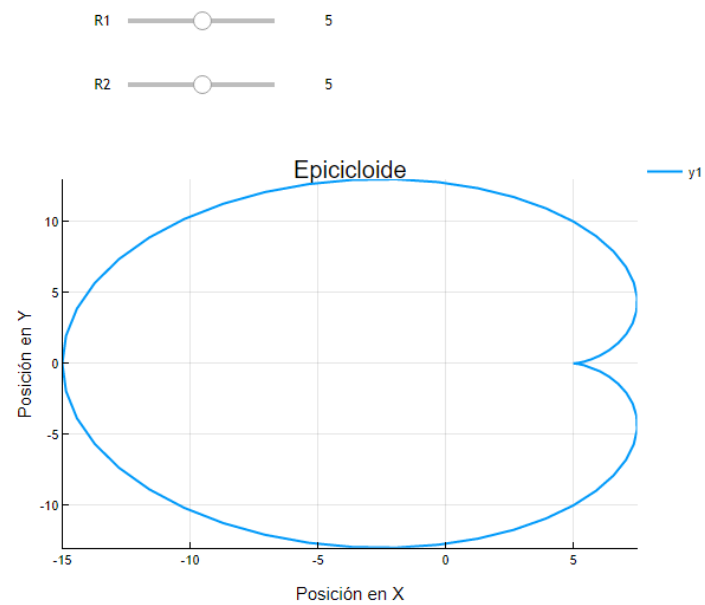 R1 5
R2 5
Epicicloide
y1
10
5
0
-5
-10
Posición en Y
-15 -10 -5 0 5
Posición en X